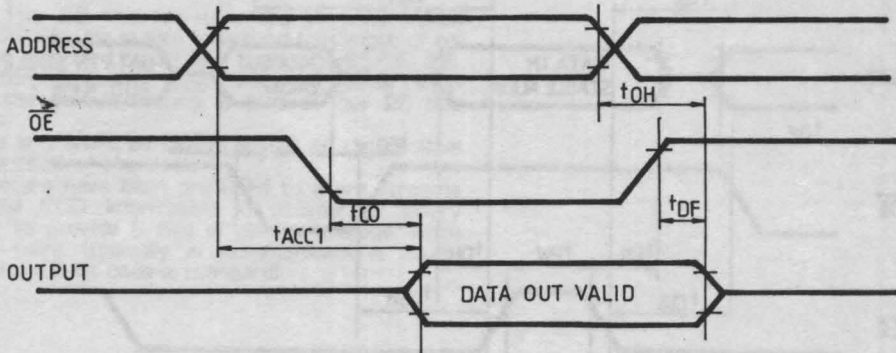 ADDRESS
tOH
OE
tCO
tDF
tACC1
OUTPUT
DATA OUT VALID